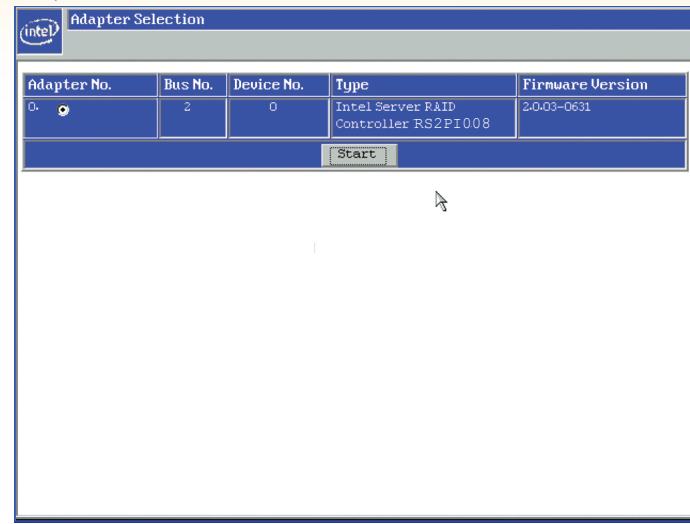 intel
Adapter Selection
Adapter No. Bus No. Device No. Type Firmware Version
0. 2 0 Intel Server RAID 2.0.03-0631
Controller RS2PI008
Start